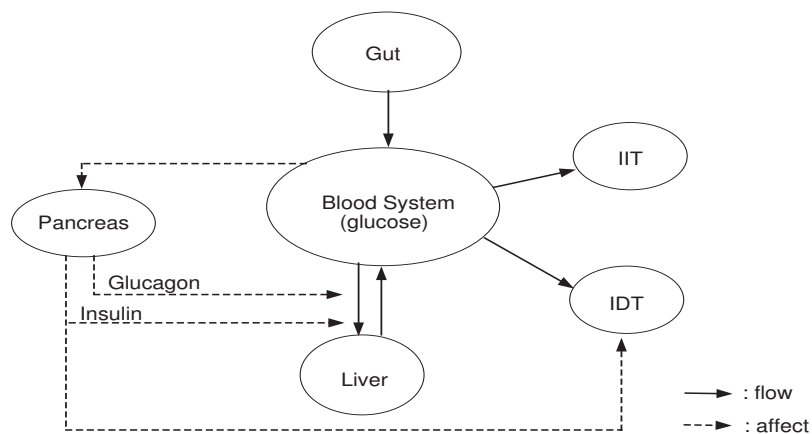 Gut
IIT
Blood System
(glucose)
Pancreas
Glucagon
Insulin
IDT
Liver
: flow
: affect